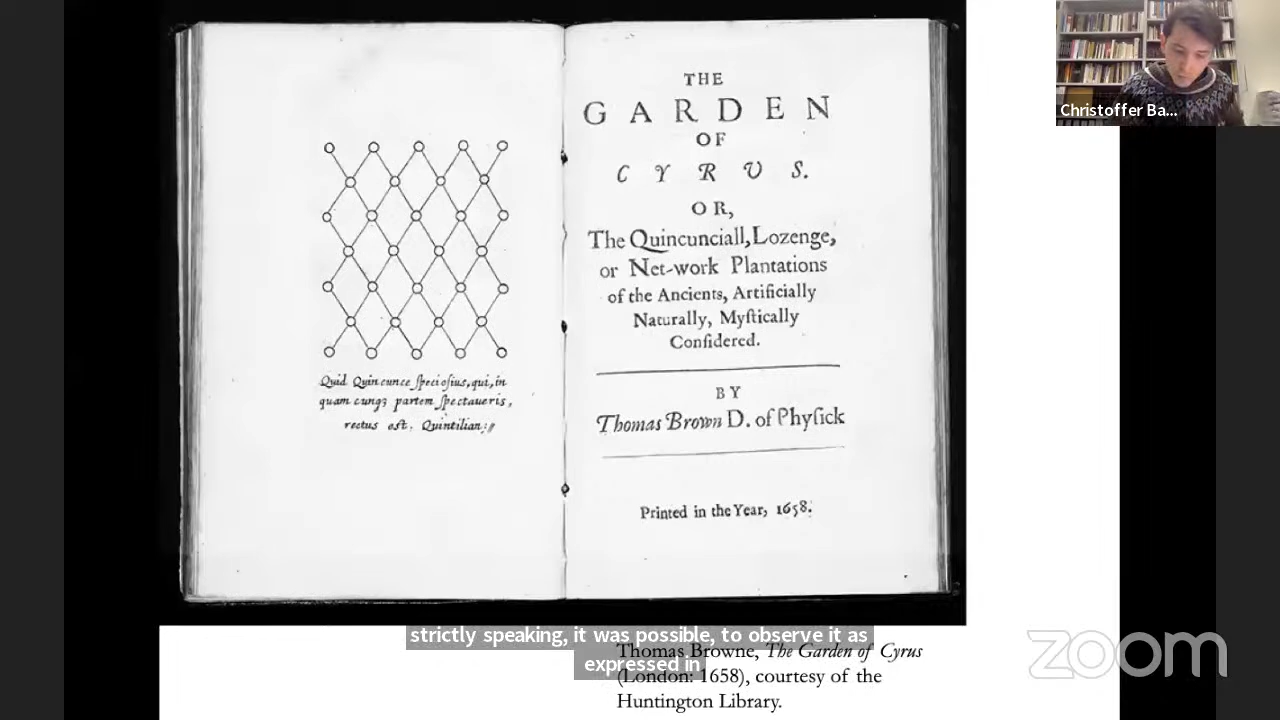 Quid Quincunce ſpecioſius, qui, in
quam cunqꝫ partem ſpectaueris,
rectus est. Quintilian://
THE
GARDEN
OF
CYRUS.
OR,
The Quincunciall, Lozenge,
or Net-work Plantations
of the Ancients, Artificially
Naturally, Myſtically
Conſidered.
BY
Thomas Brown D. of Phyſick
Printed in the Year, 1658.
Christoffer Ba...
strictly speaking, it was possible, to observe it as
expressed in
Thomas Browne, The Garden of Cyrus
(London: 1658), courtesy of the
Huntington Library.
zoom